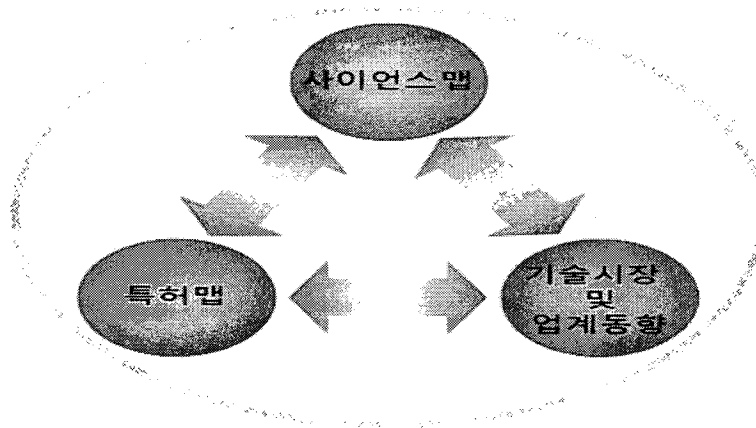 사이언스맵
특허맵
기술시장
및
업계동향